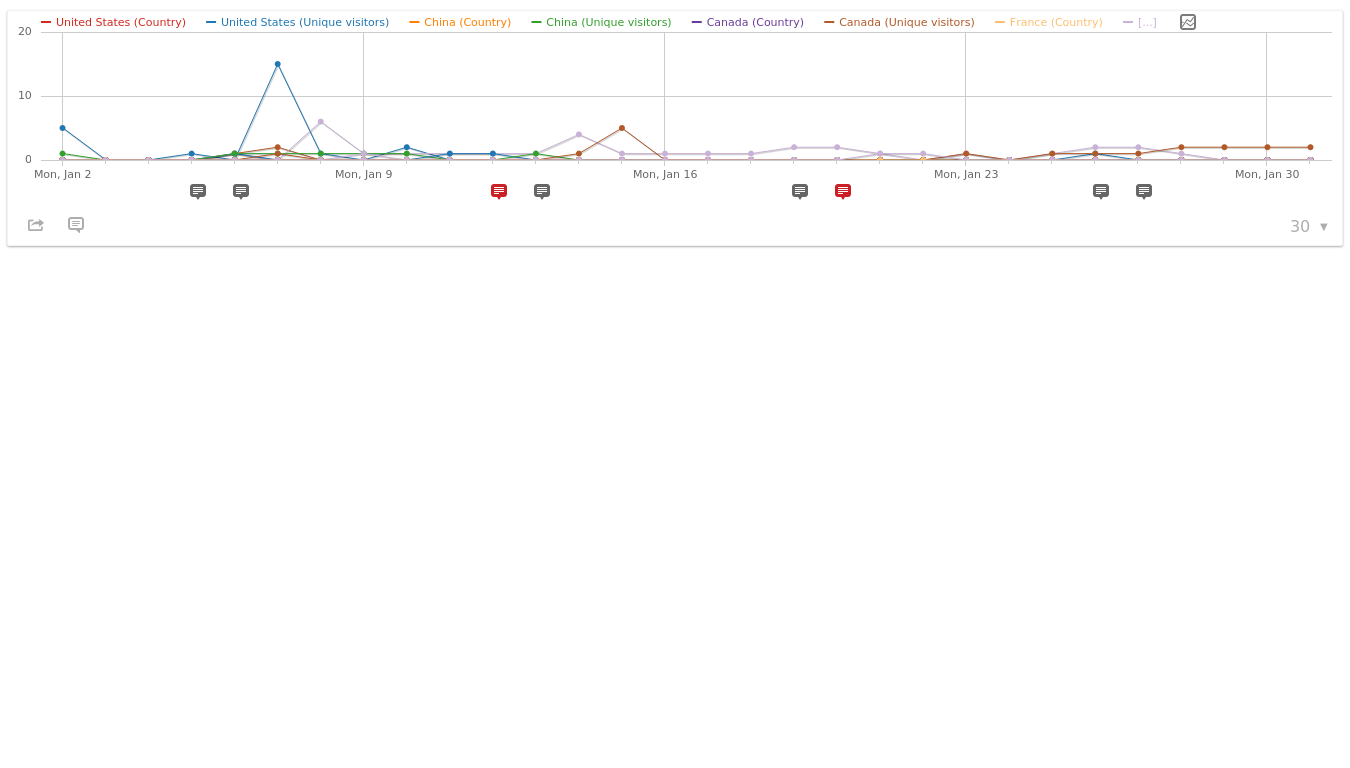 United States (Country) United States (Unique visitors) China (Country) China (Unique visitors) Canada (Country) Canada (Unique visitors) France (Country) [...]
20
10
0
Mon, Jan 2 Mon, Jan 9 Mon, Jan 16 Mon, Jan 23 Mon, Jan 30
30 ▼